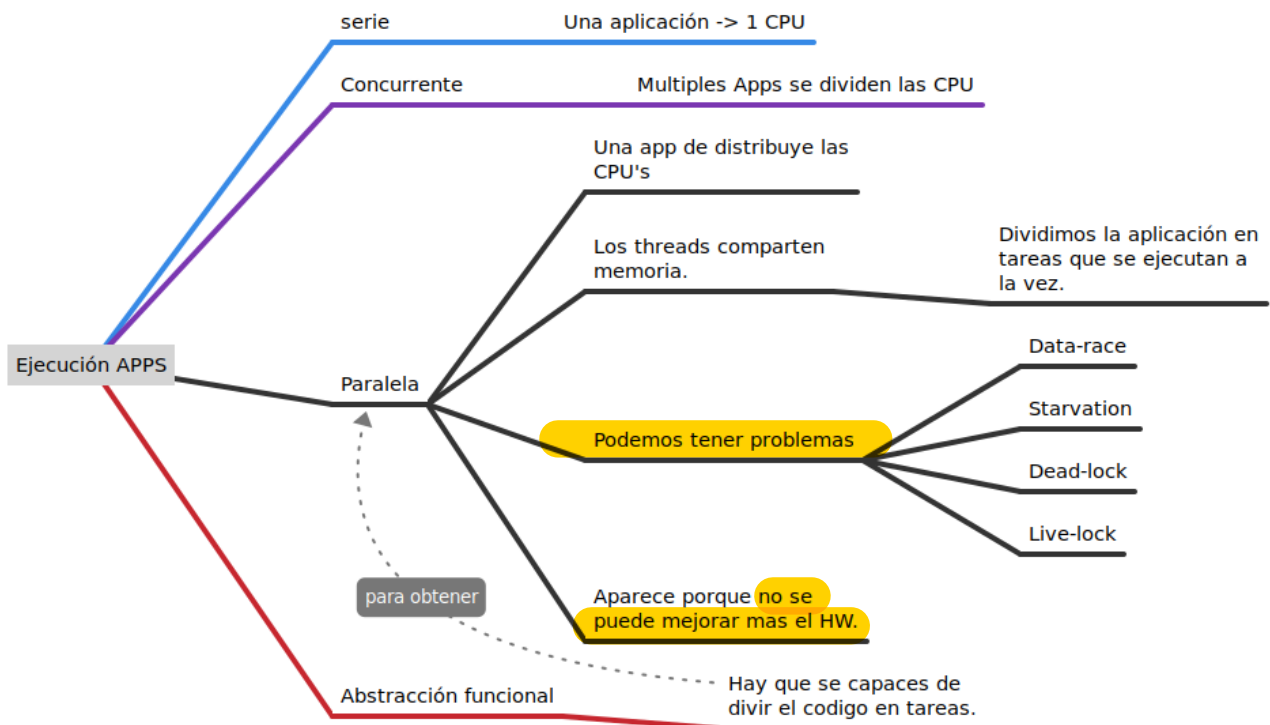 serie
Una aplicación -> 1 CPU
Concurrente
Multiples Apps se dividen las CPU
Una app de distribuye las
CPU's
Los threads comparten
memoria.
Dividimos la aplicación en
tareas que se ejecutan a
la vez.
Ejecución APPS
Paralela
Podemos tener problemas
Data-race
Starvation
Dead-lock
Live-lock
Aparece porque no se
puede mejorar mas el HW.
para obtener
Abstracción funcional
Hay que se capaces de
divir el codigo en tareas.